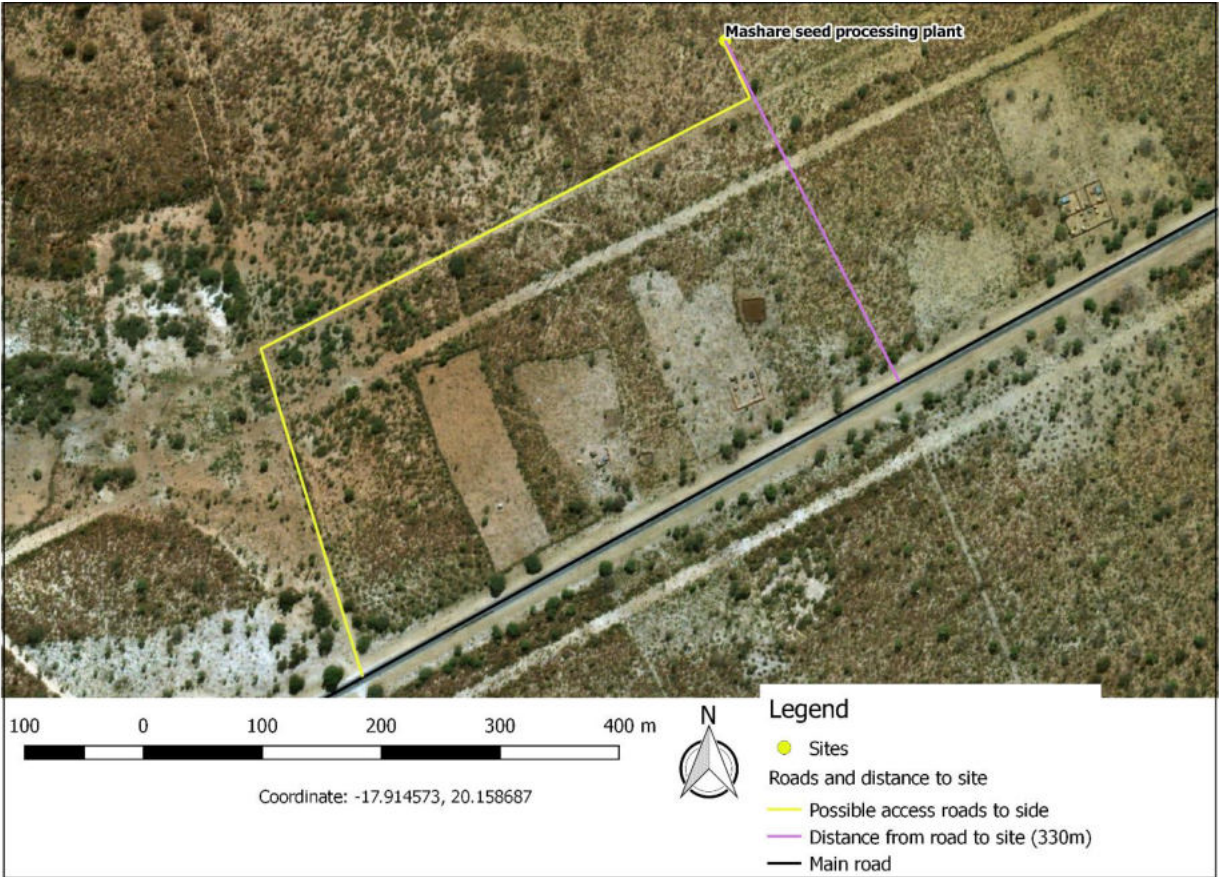 Mashare seed processing plant
100 0 100 200 300 400 m
Coordinate: -17.914573, 20.158687
N
Legend
Sites
Roads and distance to site
Possible access roads to side
Distance from road to site (330m)
Main road